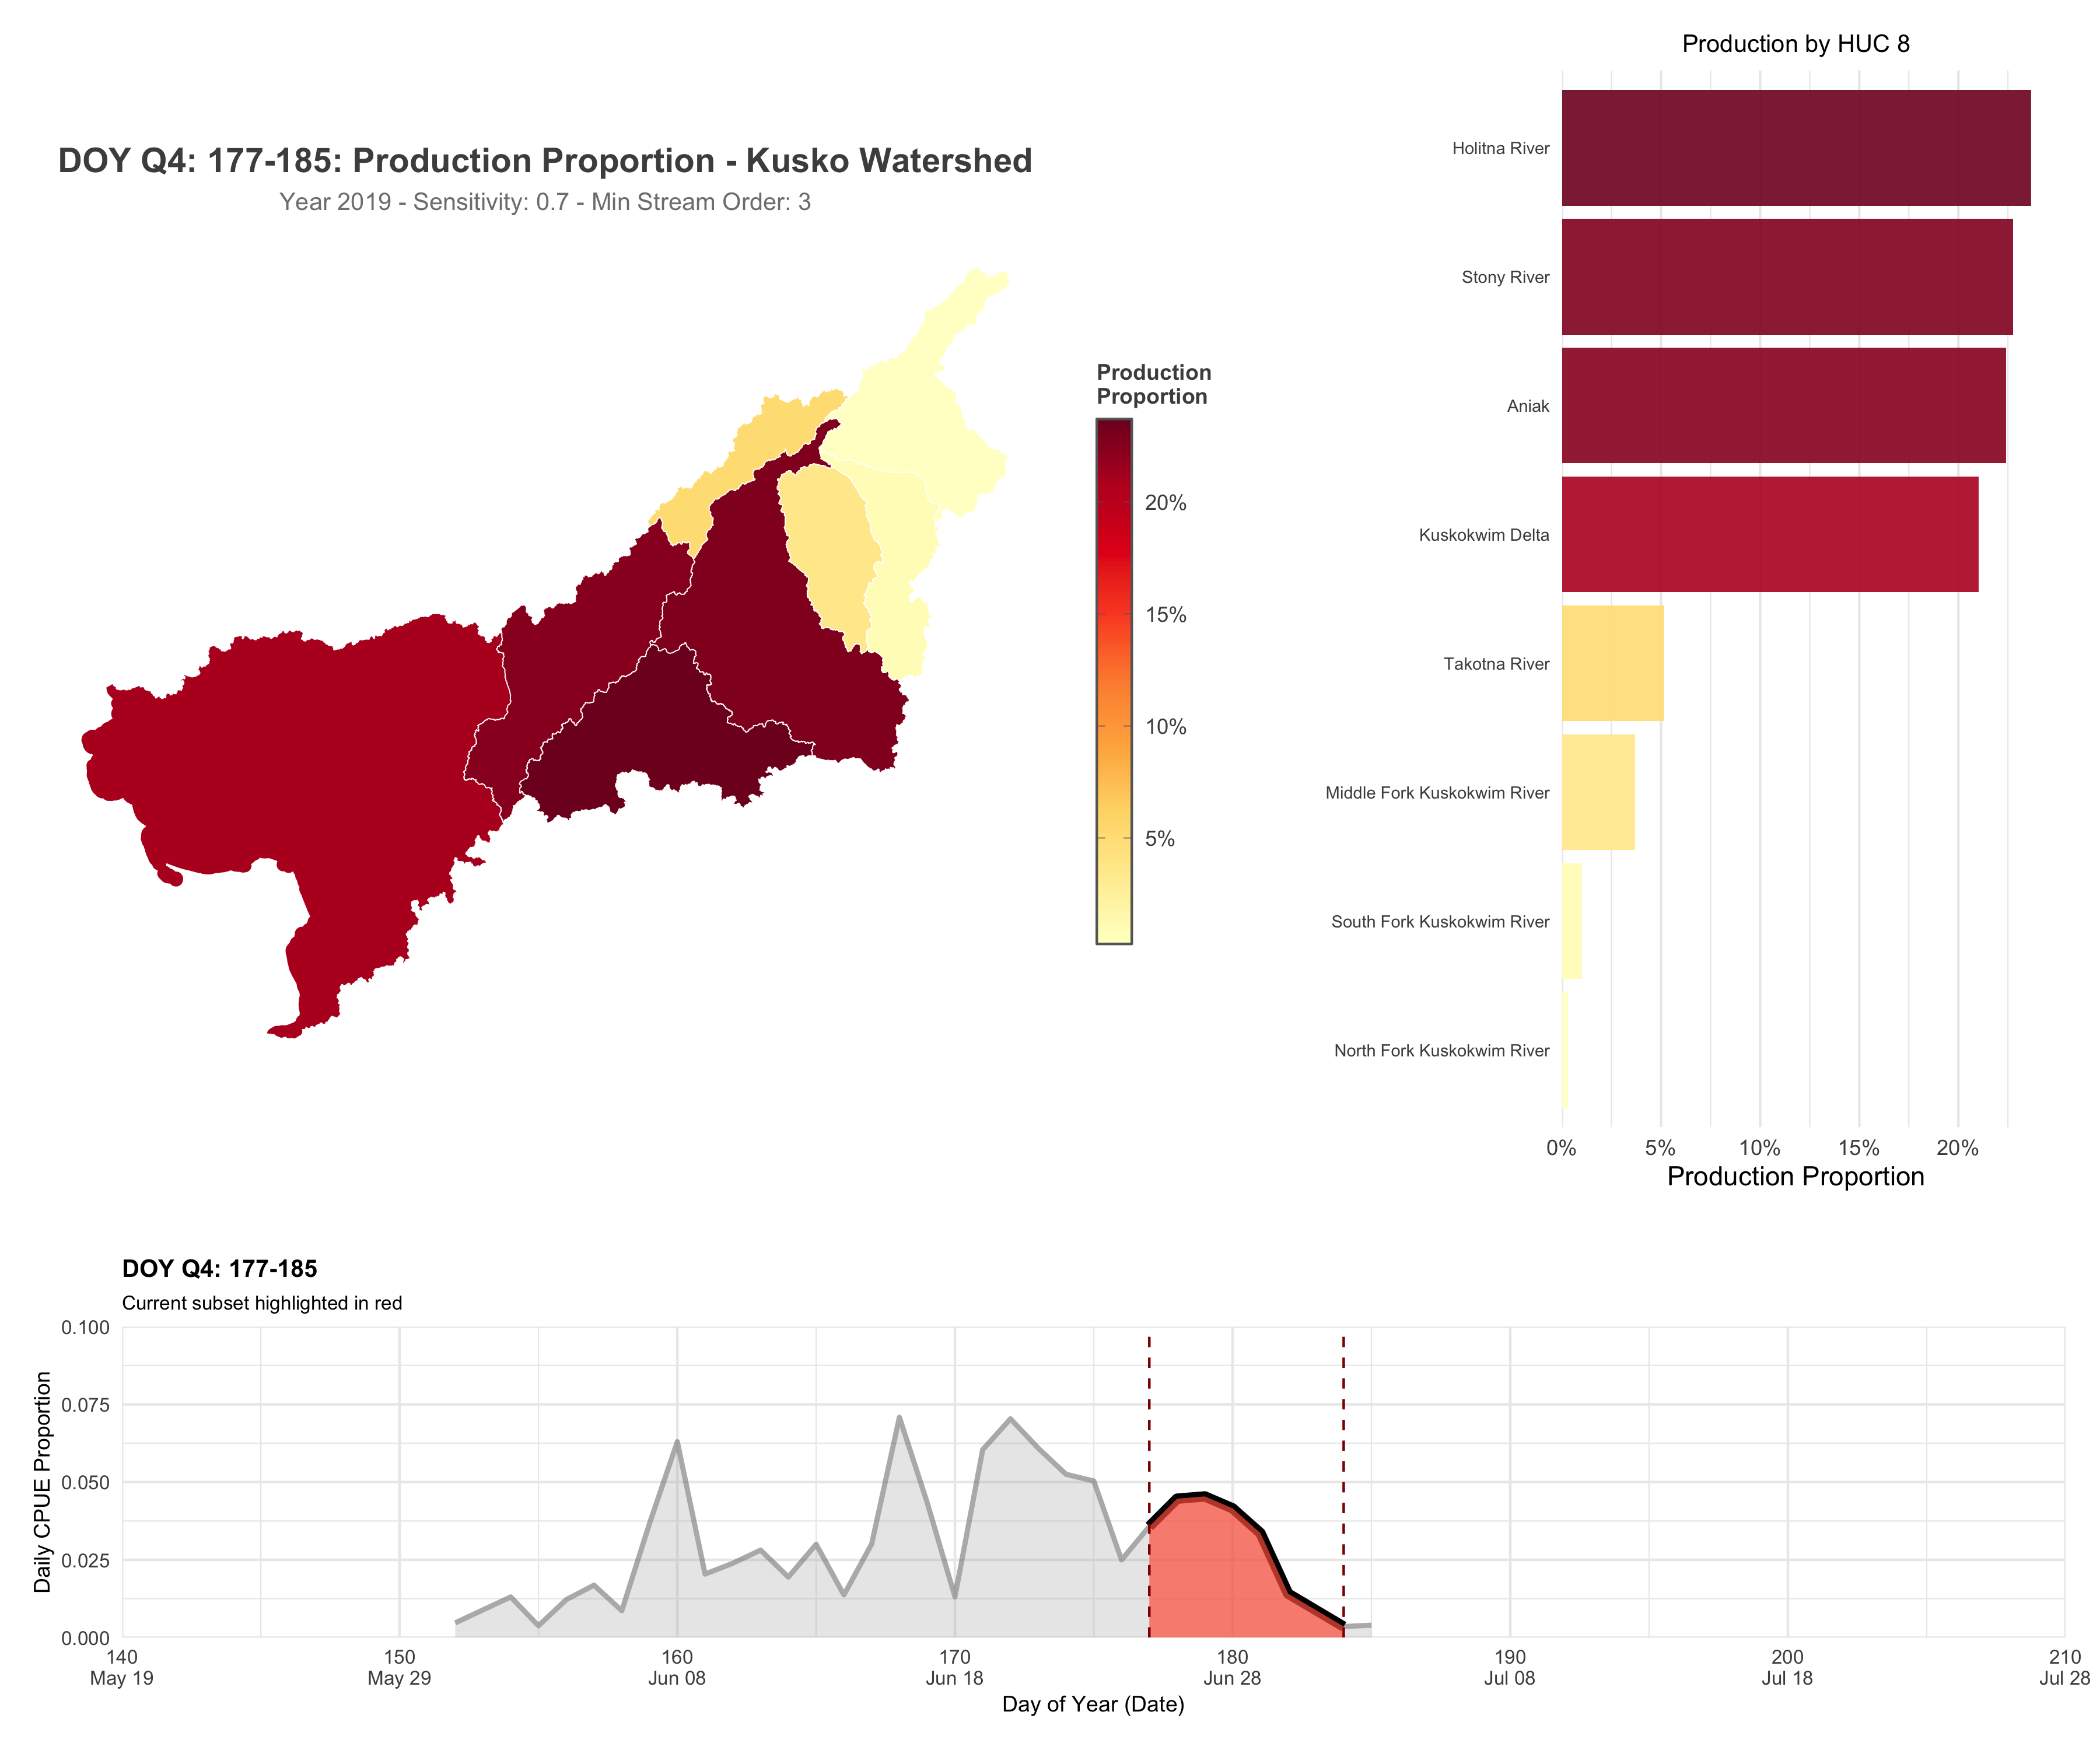 DOY Q4: 177-185: Production Proportion - Kusko Watershed
Year 2019 - Sensitivity: 0.7 - Min Stream Order: 3
Production
Proportion
20%
15%
10%
5%
Production by HUC 8
Holitna River
Stony River
Aniak
Kuskokwim Delta
Takotna River
Middle Fork Kuskokwim River
South Fork Kuskokwim River
North Fork Kuskokwim River
0% 5% 10% 15% 20%
Production Proportion
DOY Q4: 177-185
Current subset highlighted in red
Daily CPUE Proportion
0.100
0.075
0.050
0.025
0.000
140 150 160 170 180 190 200 210
May 19 May 29 Jun 08 Jun 18 Jun 28 Jul 08 Jul 18 Jul 28
Day of Year (Date)